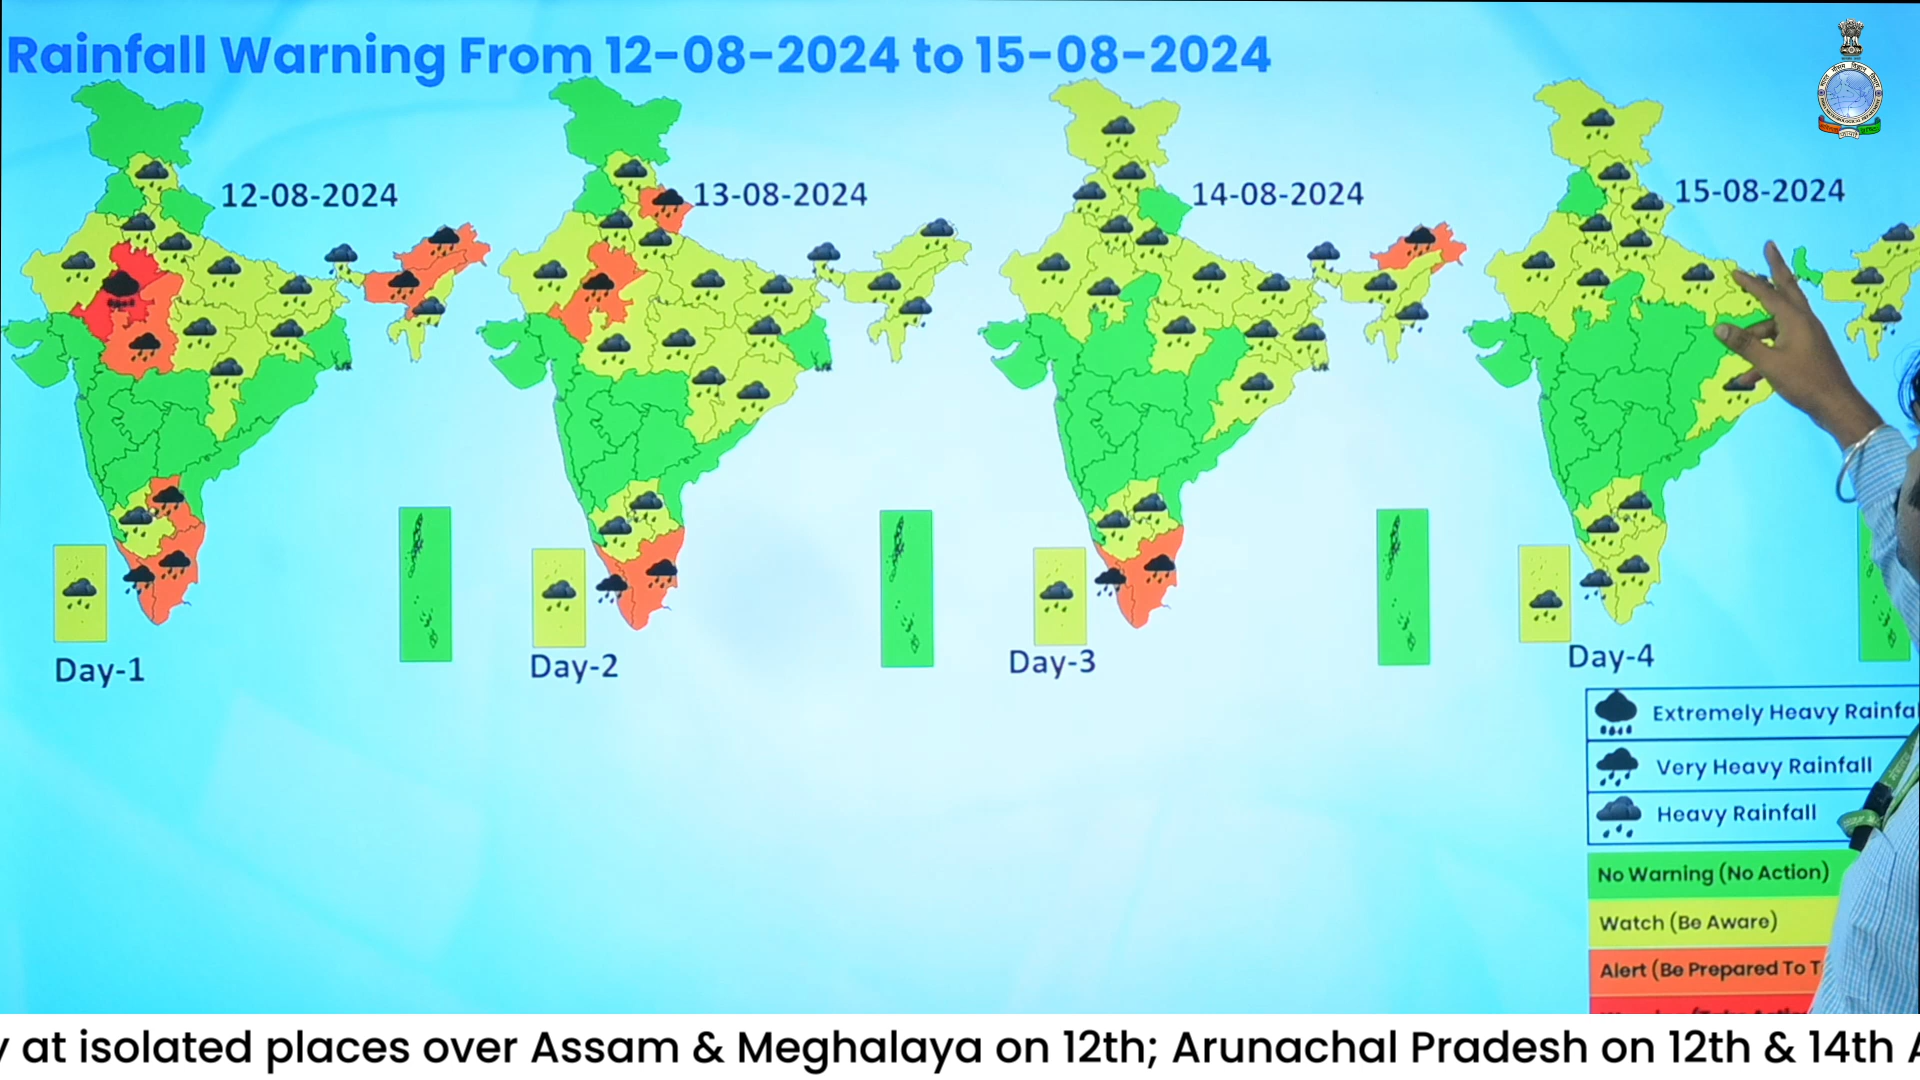 Rainfall Warning From 12-08-2024 to 15-08-2024
12-08-2024
13-08-2024
14-08-2024
15-08-2024
Day-1
Day-2
Day-3
Day-4
Extremely Heavy Rainfa
Very Heavy Rainfall
Heavy Rainfall
No Warning (No Action)
Watch (Be Aware)
Alert (Be Prepared To T
y at isolated places over Assam & Meghalaya on 12th; Arunachal Pradesh on 12th & 14th A